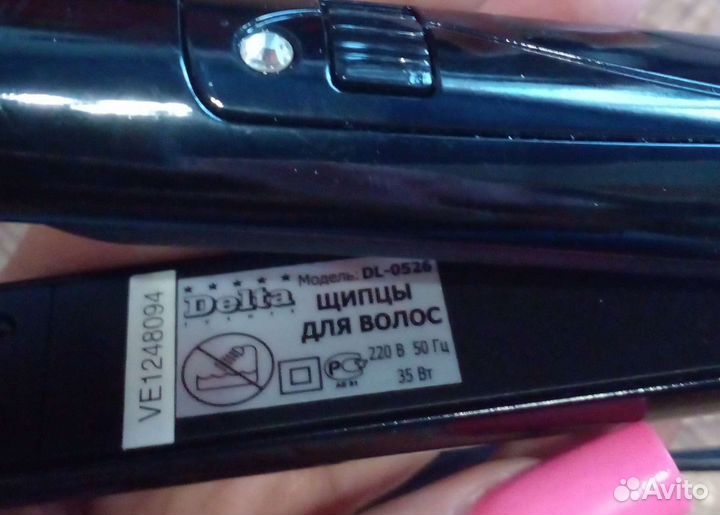 Delta
Модель: DL-0526
ЩИПЦЫ
ДЛЯ ВОЛОС
220 В 50 Гц
35 Вт
VE1248094
Avito